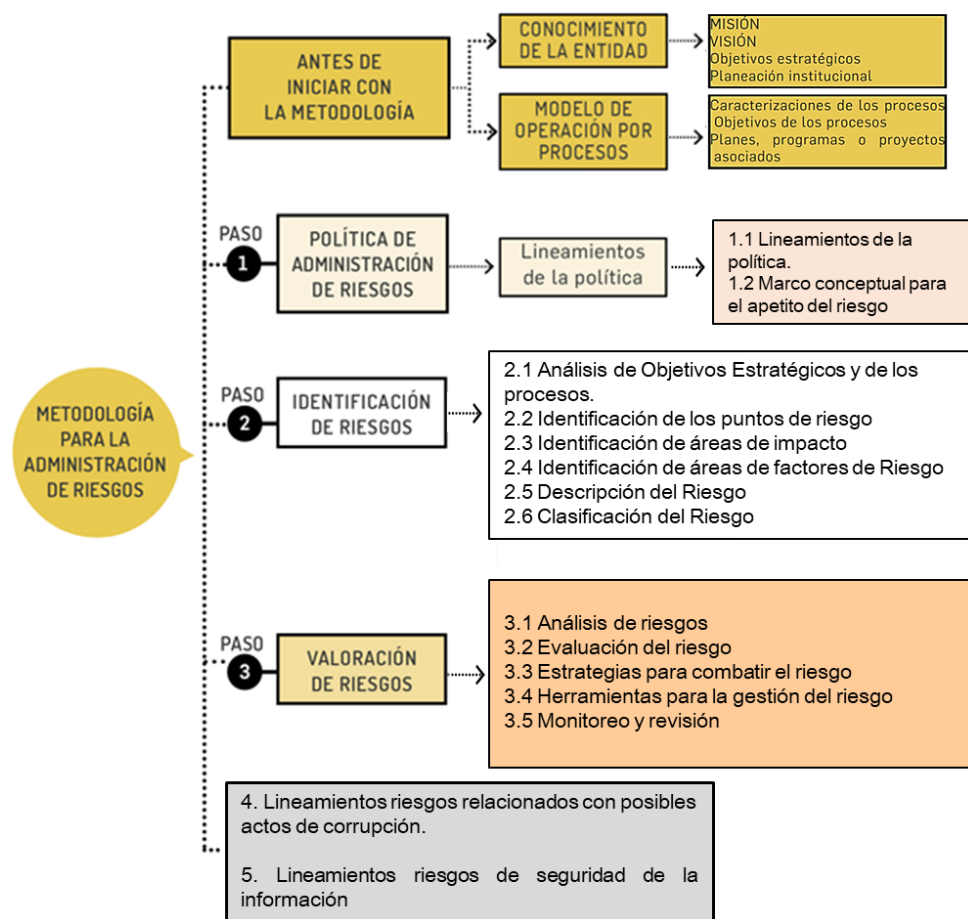 METODOLOGÍA
PARA LA
ADMINISTRACIÓN
DE RIESGOS
ANTES DE
INICIAR CON
LA METODOLOGÍA
CONOCIMIENTO
DE LA ENTIDAD
MISIÓN
VISIÓN
Objetivos estratégicos
Planeación institucional
MODELO DE
OPERACIÓN POR
PROCESOS
Caracterizaciones de los procesos
Objetivos de los procesos
Planes, programas o proyectos
asociados
PASO
1
POLÍTICA DE
ADMINISTRACIÓN
DE RIESGOS
Lineamientos
de la política
1.1 Lineamientos de la
política.
1.2 Marco conceptual para
el apetito del riesgo
PASO
2
IDENTIFICACIÓN
DE RIESGOS
2.1 Análisis de Objetivos Estratégicos y de los
procesos.
2.2 Identificación de los puntos de riesgo
2.3 Identificación de áreas de impacto
2.4 Identificación de áreas de factores de Riesgo
2.5 Descripción del Riesgo
2.6 Clasificación del Riesgo
PASO
3
VALORACIÓN
DE RIESGOS
3.1 Análisis de riesgos
3.2 Evaluación del riesgo
3.3 Estrategias para combatir el riesgo
3.4 Herramientas para la gestión del riesgo
3.5 Monitoreo y revisión
4. Lineamientos riesgos relacionados con posibles
actos de corrupción.
5. Lineamientos riesgos de seguridad de la
información